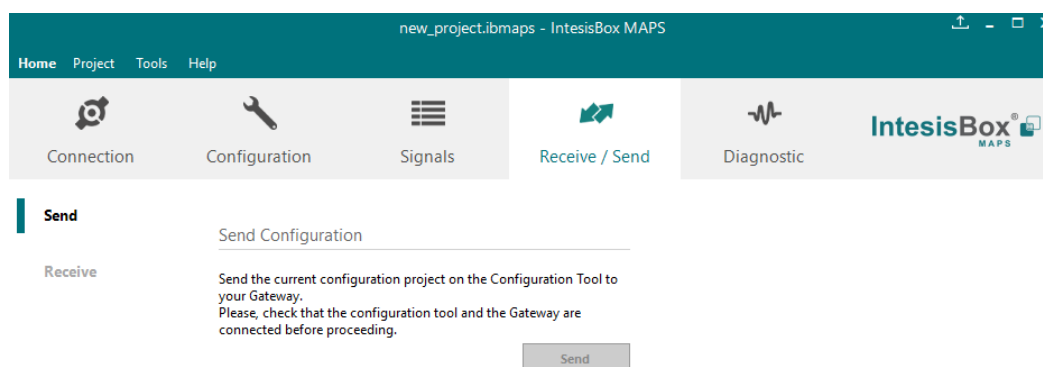 new_project.ibmaps - IntesisBox MAPS
Home Project Tools Help
Connection Configuration Signals Receive / Send Diagnostic
IntesisBox®
MAPS
Send
Send Configuration
Receive
Send the current configuration project on the Configuration Tool to
your Gateway.
Please, check that the configuration tool and the Gateway are
connected before proceeding.
Send